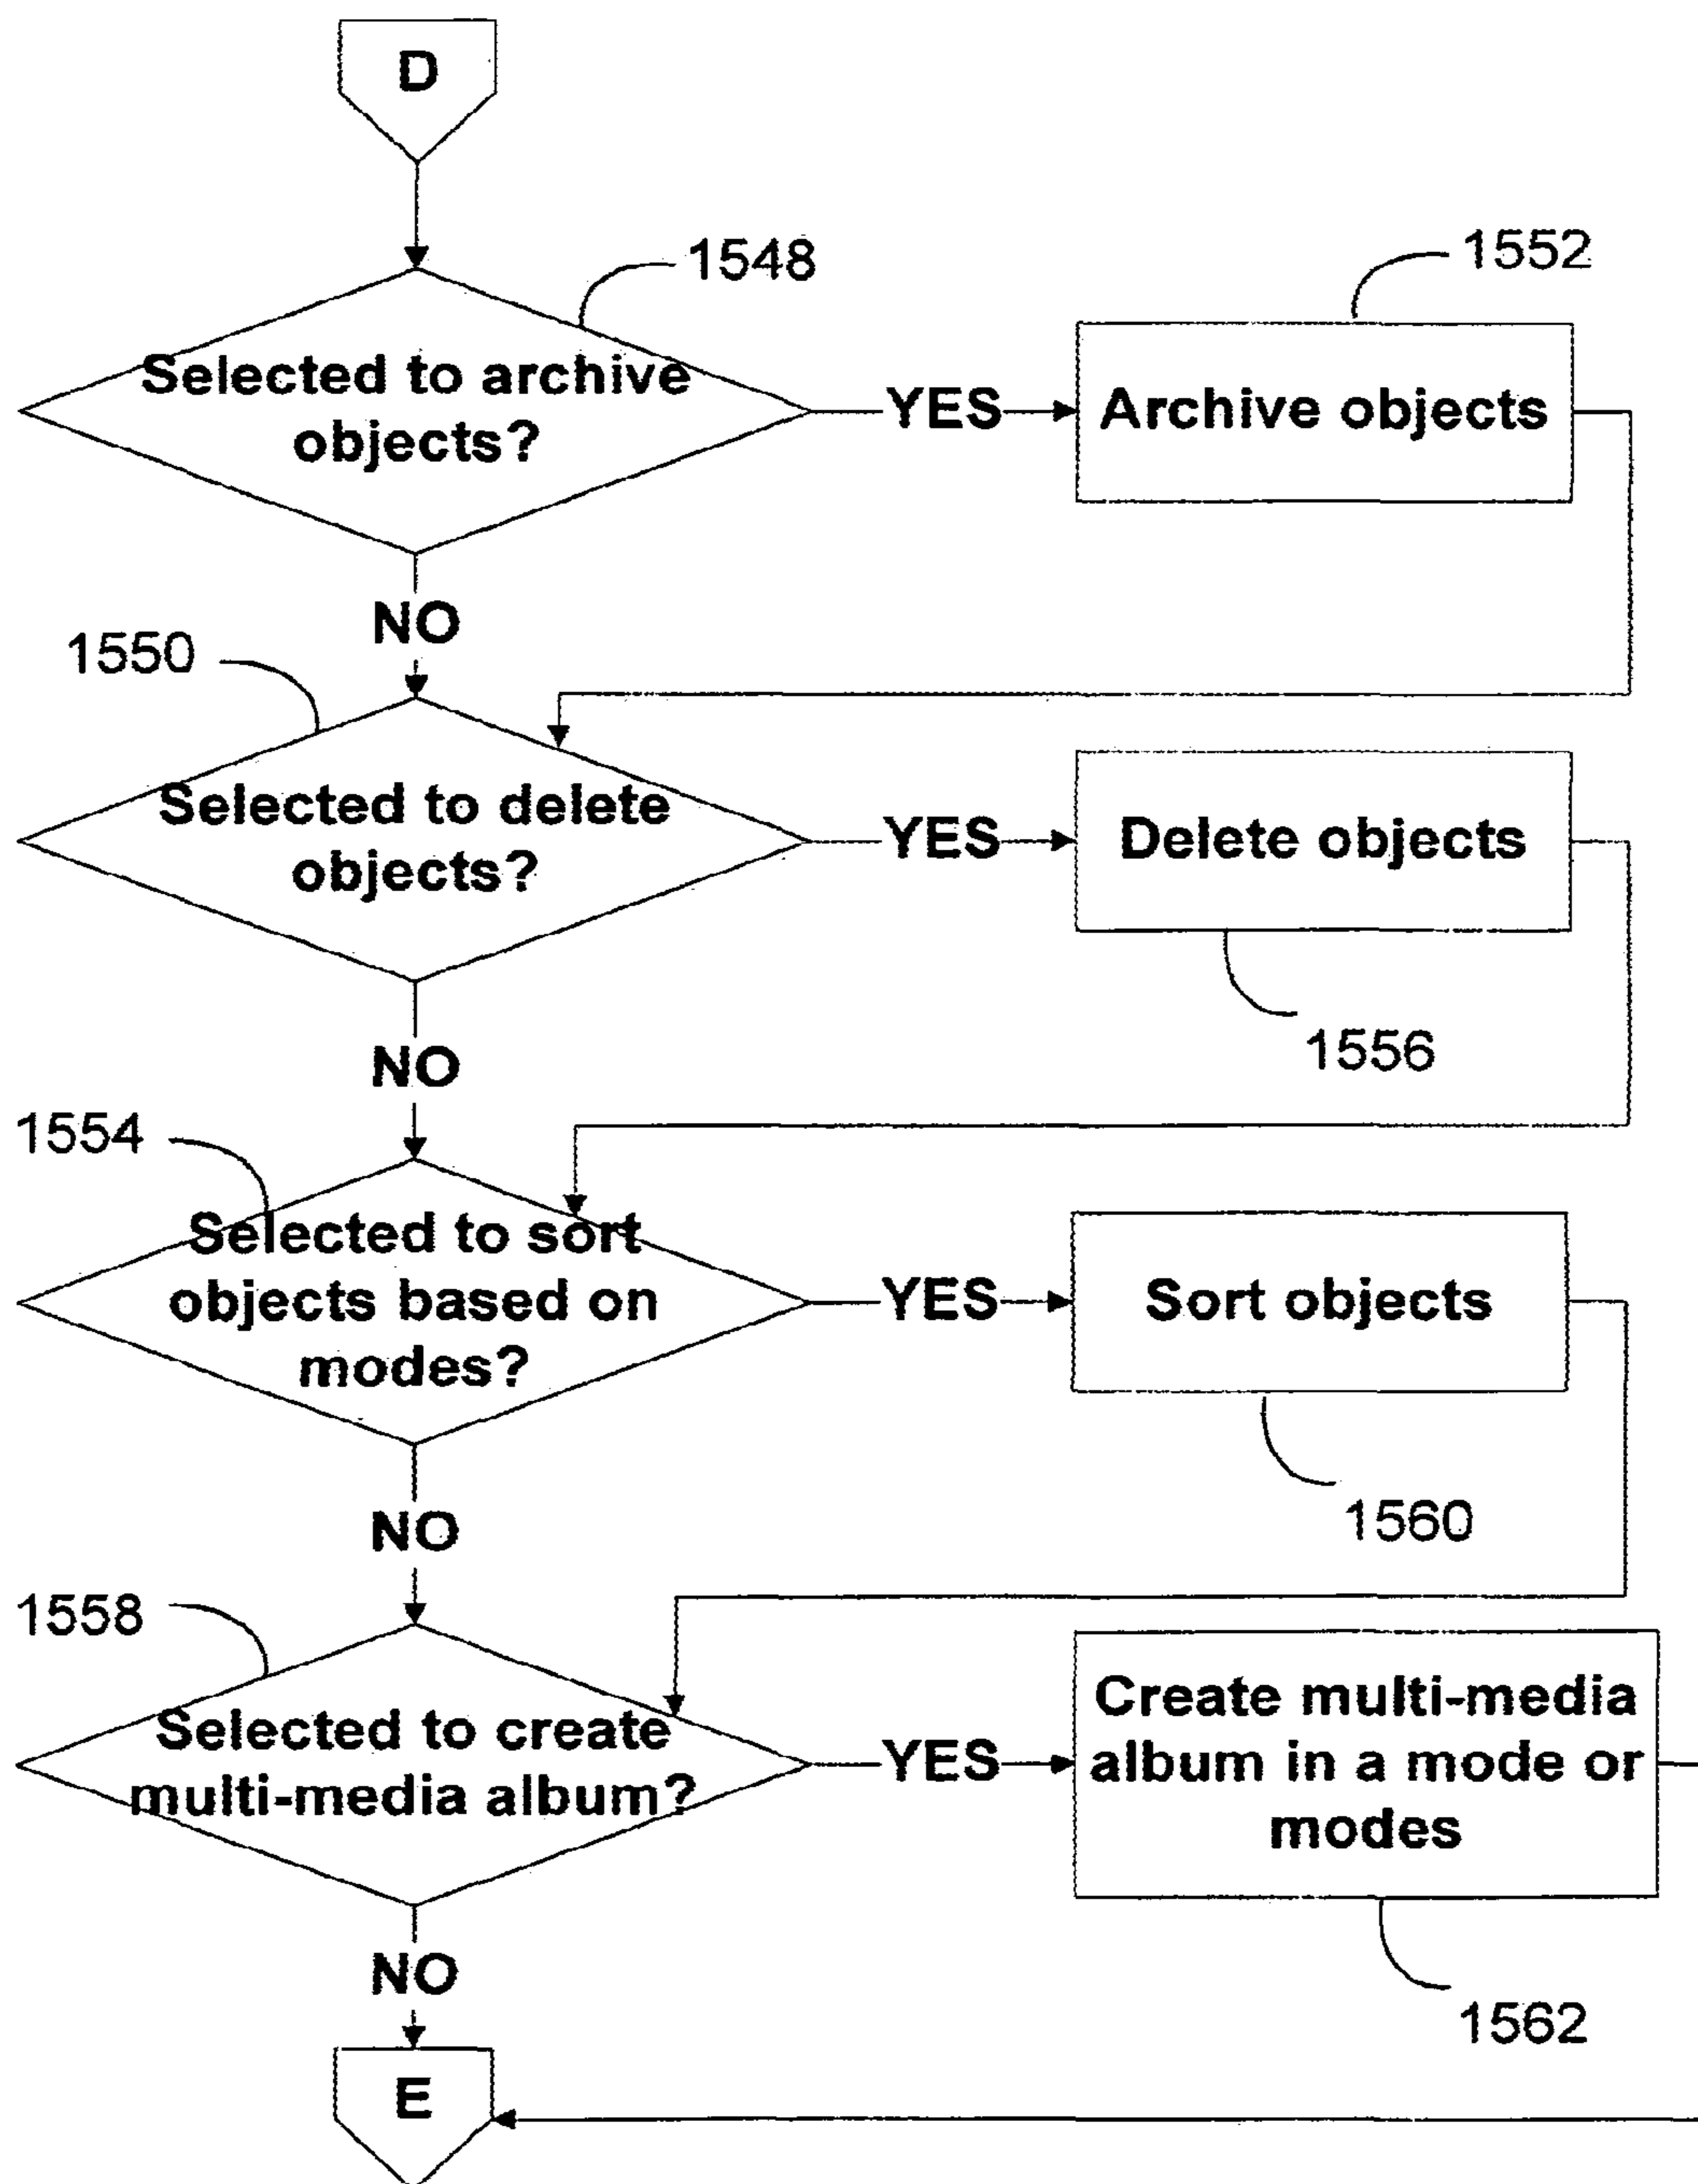 D
1548
1552
Selected to archive
objects?
YES
Archive objects
NO
1550
Selected to delete
objects?
YES
Delete objects
1556
NO
1554
Selected to sort
objects based on
modes?
YES
Sort objects
1560
NO
1558
Selected to create
multi-media album?
YES
Create multi-media
album in a mode or
modes
1562
NO
E